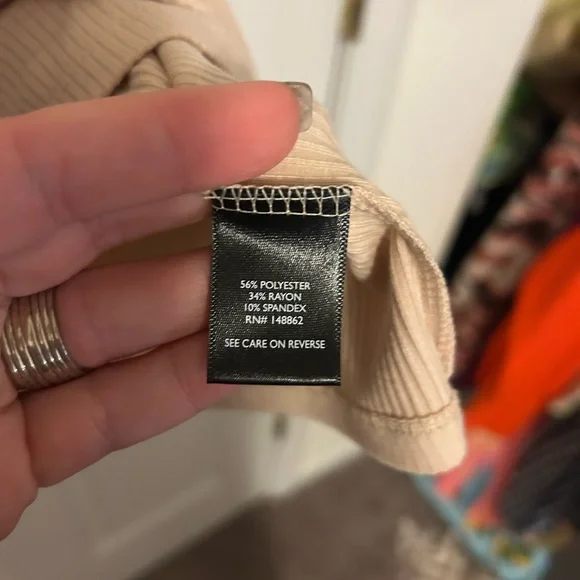 56% POLYESTER
34% RAYON
10% SPANDEX
RN# 148862
SEE CARE ON REVERSE